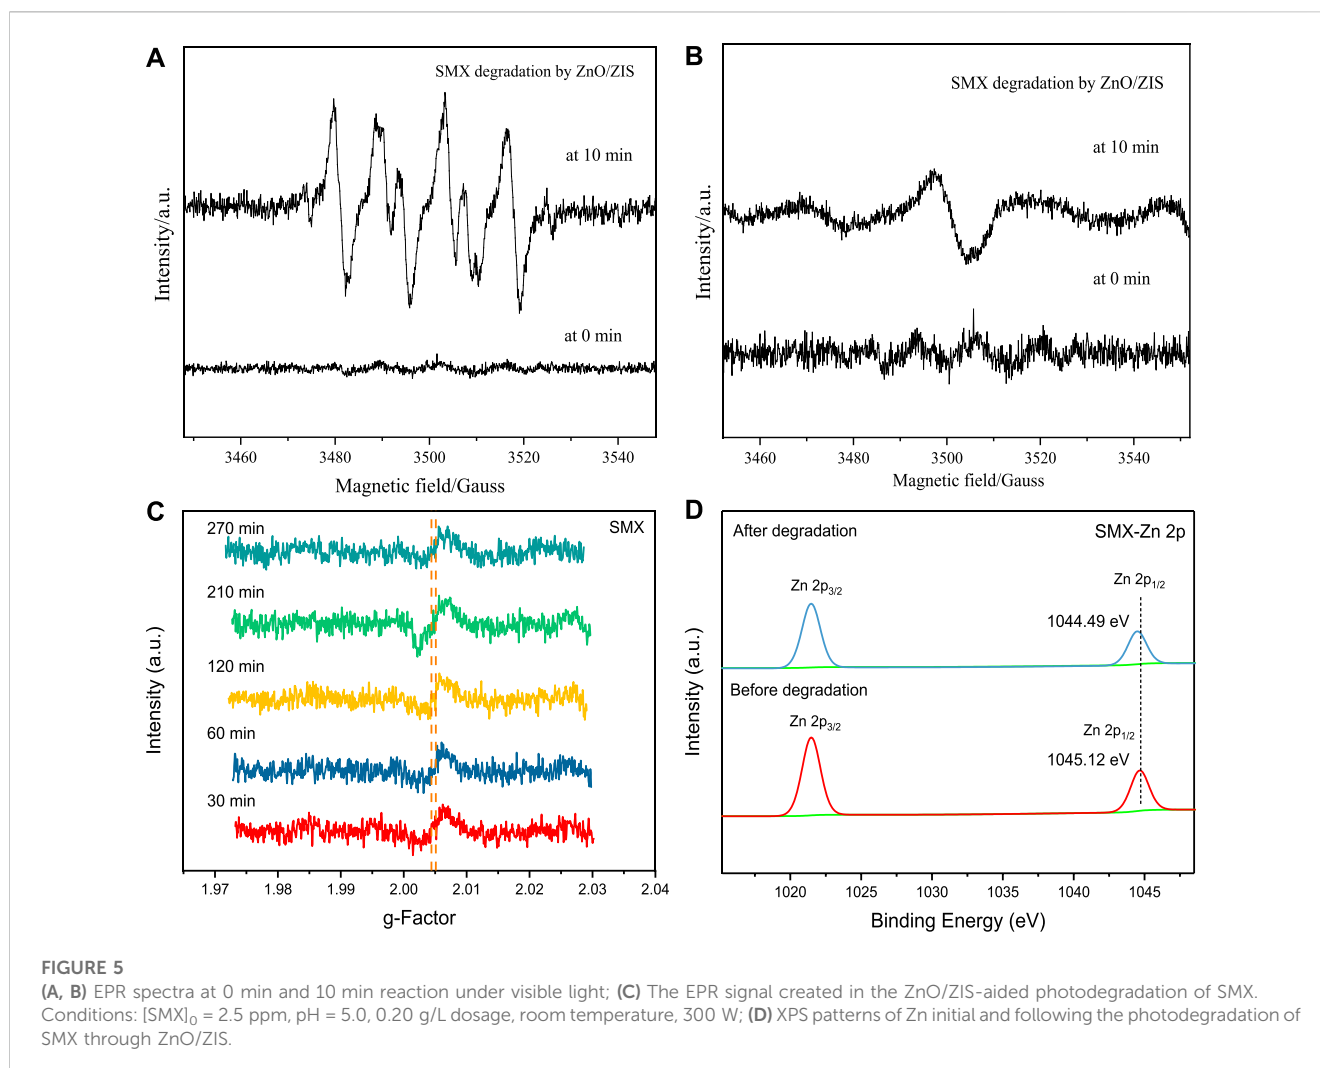 A
SMX degradation by ZnO/ZIS
at 10 min
at 0 min
Intensity/a.u.
3460 3480 3500 3520 3540
Magnetic field/Gauss
B
SMX degradation by ZnO/ZIS
at 10 min
at 0 min
Intensity/a.u.
3460 3480 3500 3520 3540
Magnetic field/Gauss
C
SMX
270 min
210 min
120 min
60 min
30 min
Intensity (a.u.)
1.97 1.98 1.99 2.00 2.01 2.02 2.03 2.04
g-Factor
D
After degradation
SMX-Zn 2p
Zn 2p3/2
Zn 2p1/2
1044.49 eV
Before degradation
Zn 2p3/2
Zn 2p1/2
1045.12 eV
Intensity (a.u.)
1020 1025 1030 1035 1040 1045
Binding Energy (eV)
FIGURE 5
(A, B) EPR spectra at 0 min and 10 min reaction under visible light; (C) The EPR signal created in the ZnO/ZIS-aided photodegradation of SMX.
Conditions: [SMX]0 = 2.5 ppm, pH = 5.0, 0.20 g/L dosage, room temperature, 300 W; (D) XPS patterns of Zn initial and following the photodegradation of
SMX through ZnO/ZIS.